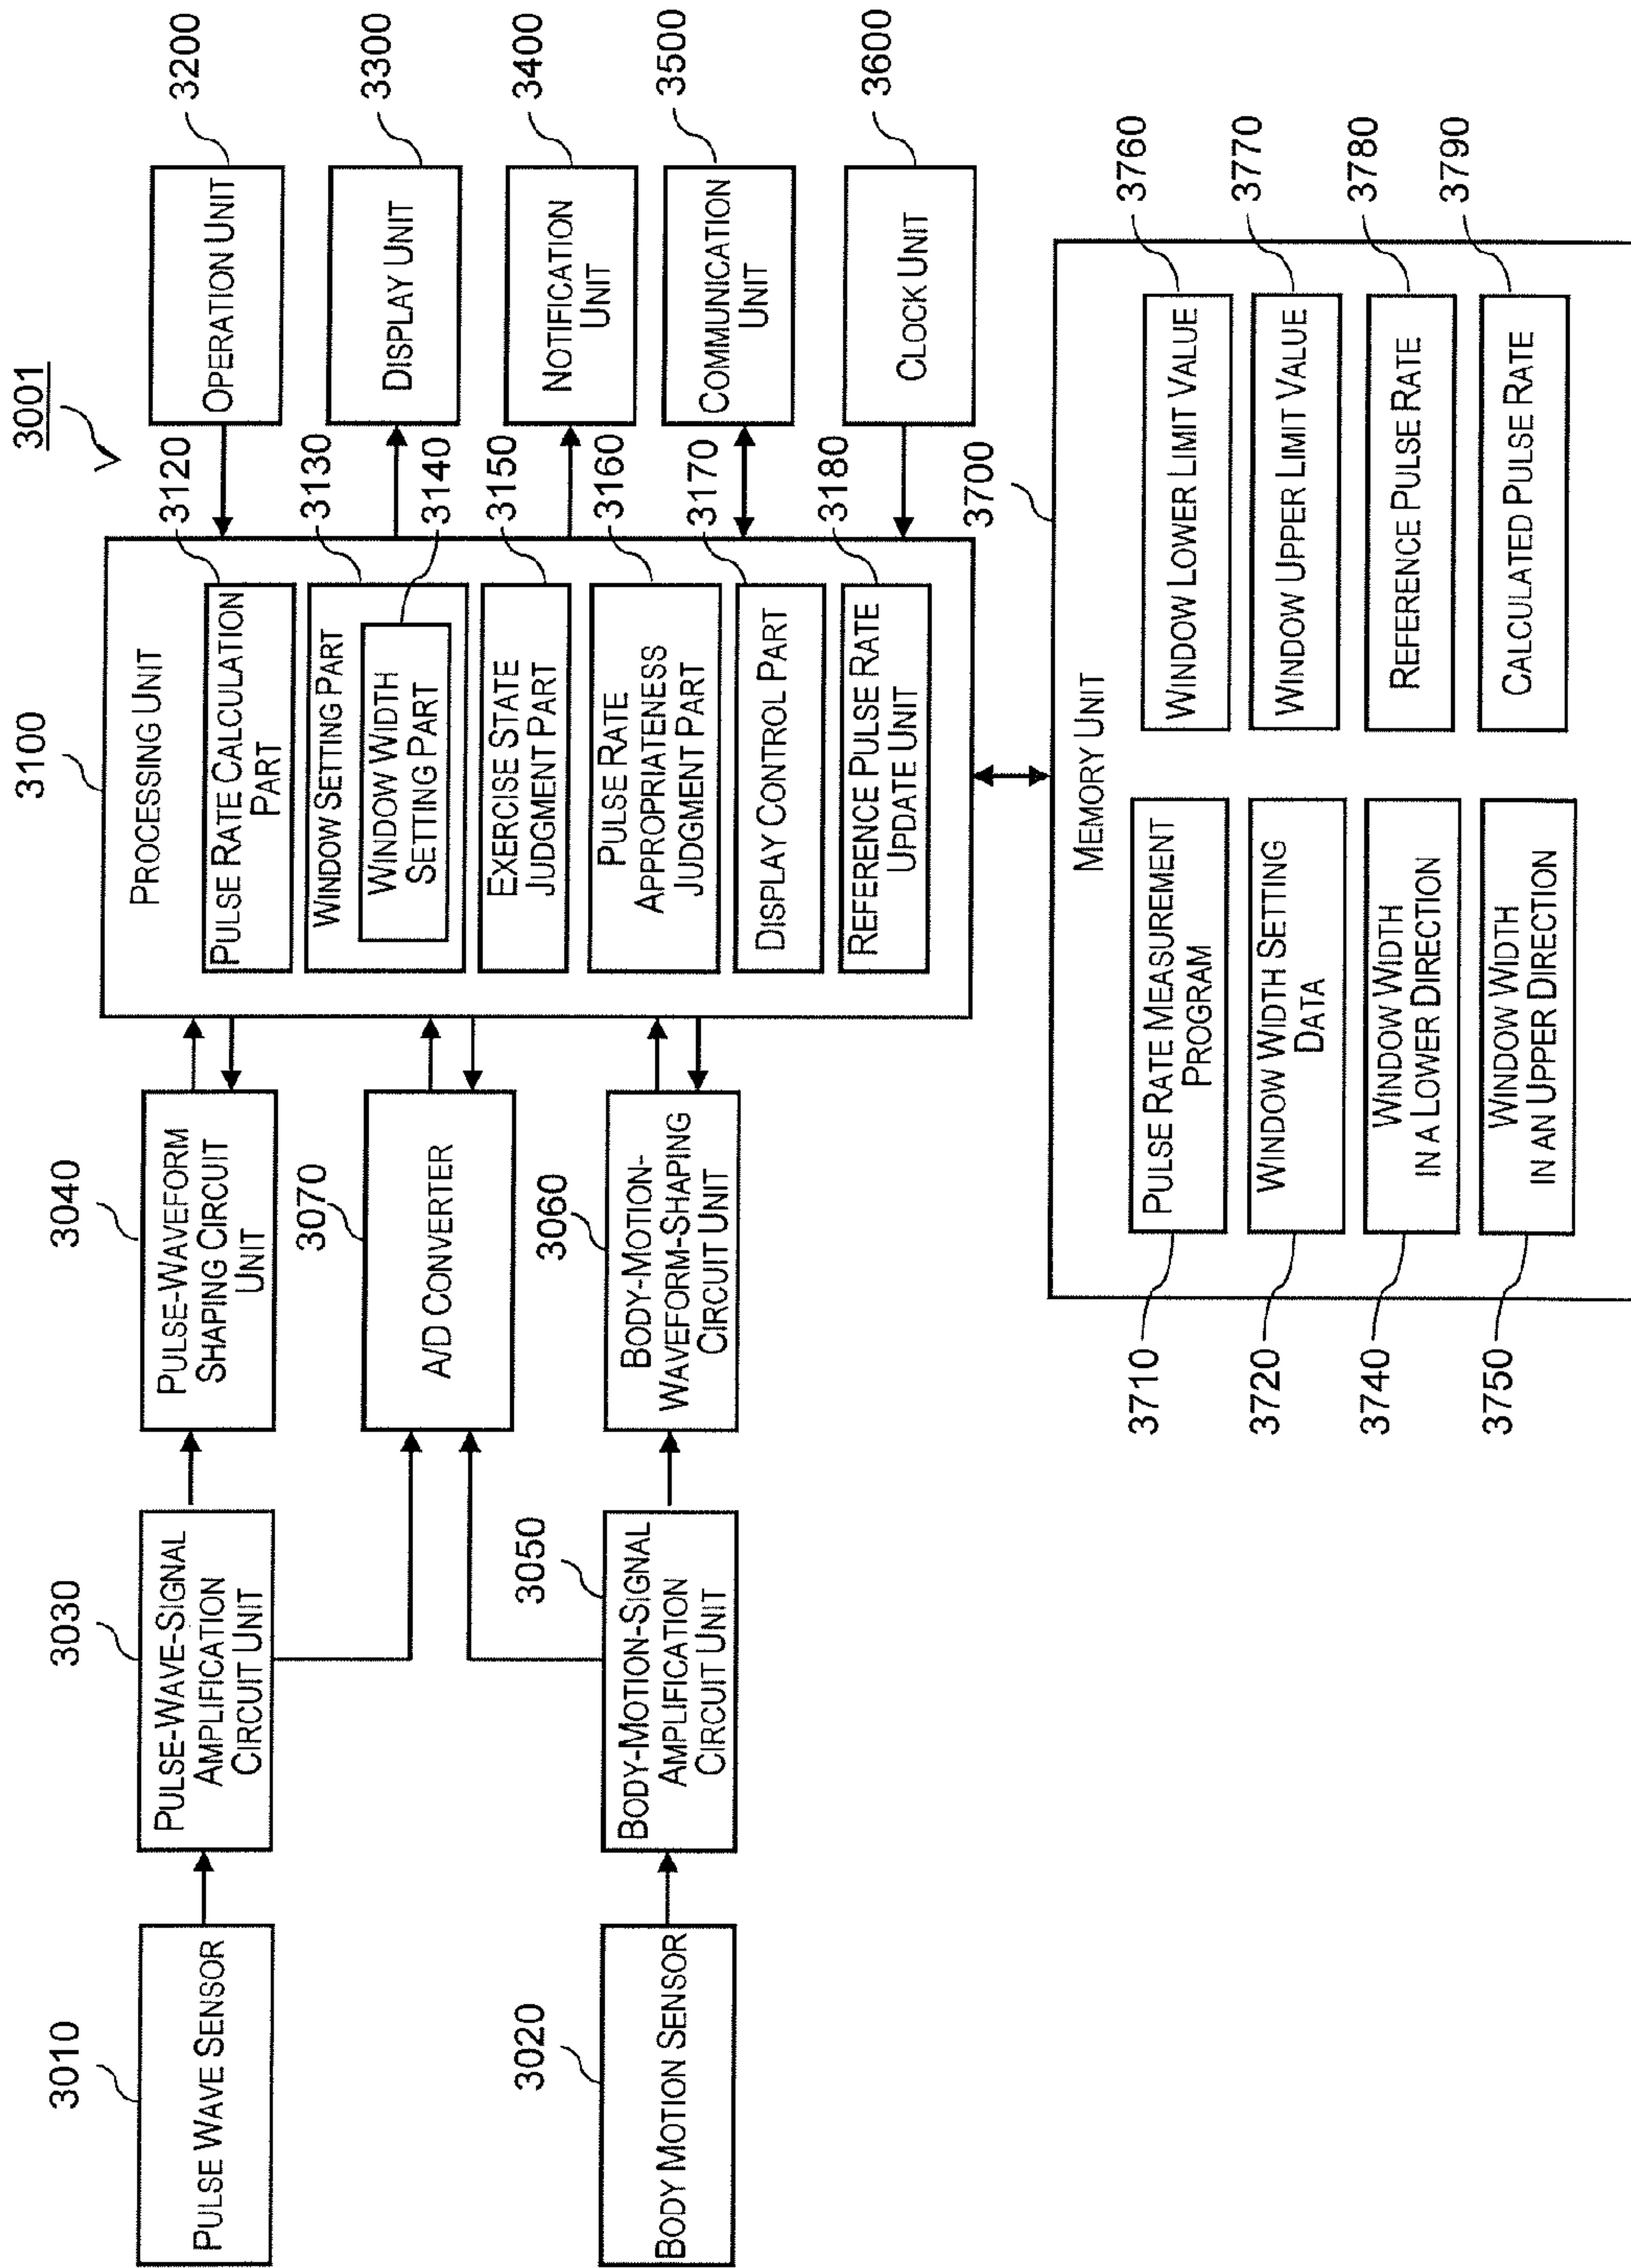 3001
3010
PULSE WAVE SENSOR
3030
PULSE-WAVE-SIGNAL
AMPLIFICATION
CIRCUIT UNIT
3040
PULSE-WAVEFORM
SHAPING CIRCUIT
UNIT
3070
A/D CONVERTER
3020
BODY MOTION SENSOR
3050
BODY-MOTION-SIGNAL
AMPLIFICATION
CIRCUIT UNIT
3060
BODY-MOTION-
WAVEFORM-SHAPING
CIRCUIT UNIT
3100
PROCESSING UNIT
3120
PULSE RATE CALCULATION
PART
3130
WINDOW SETTING PART
3140
WINDOW WIDTH
SETTING PART
3150
EXERCISE STATE
JUDGMENT PART
3160
PULSE RATE
APPROPRIATENESS
JUDGMENT PART
3170
DISPLAY CONTROL PART
3180
REFERENCE PULSE RATE
UPDATE UNIT
3200
OPERATION UNIT
3300
DISPLAY UNIT
3400
NOTIFICATION
UNIT
3500
COMMUNICATION
UNIT
3600
CLOCK UNIT
3700
MEMORY UNIT
3710
PULSE RATE MEASUREMENT
PROGRAM
3720
WINDOW WIDTH SETTING
DATA
3740
WINDOW WIDTH
IN A LOWER DIRECTION
3750
WINDOW WIDTH
IN AN UPPER DIRECTION
3760
WINDOW LOWER LIMIT VALUE
3770
WINDOW UPPER LIMIT VALUE
3780
REFERENCE PULSE RATE
3790
CALCULATED PULSE RATE